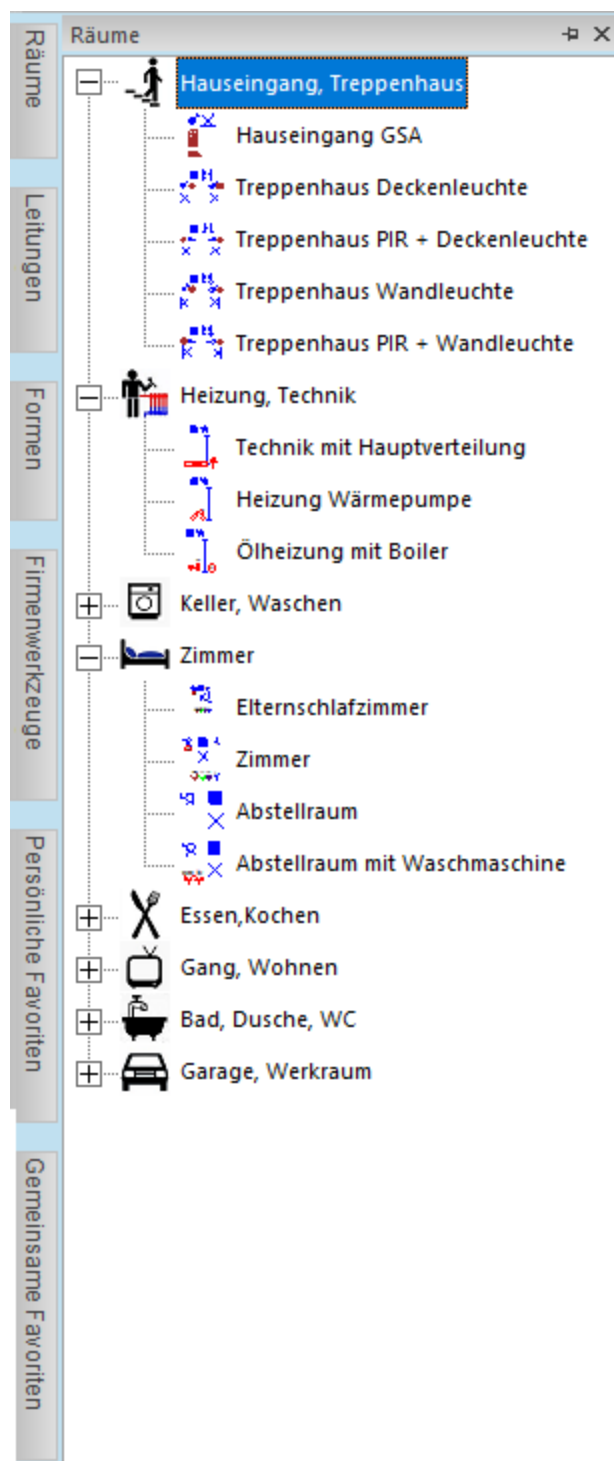 Räume
Leitungen
Formen
Firmenwerkzeuge
Persönliche Favoriten
Gemeinsame Favoriten
Räume
Hauseingang, Treppenhaus
Hauseingang GSA
Treppenhaus Deckenleuchte
Treppenhaus PIR + Deckenleuchte
Treppenhaus Wandleuchte
Treppenhaus PIR + Wandleuchte
Heizung, Technik
Technik mit Hauptverteilung
Heizung Wärmepumpe
Ölheizung mit Boiler
Keller, Waschen
Zimmer
Elternschlafzimmer
Zimmer
Abstellraum
Abstellraum mit Waschmaschine
Essen,Kochen
Gang, Wohnen
Bad, Dusche, WC
Garage, Werkraum